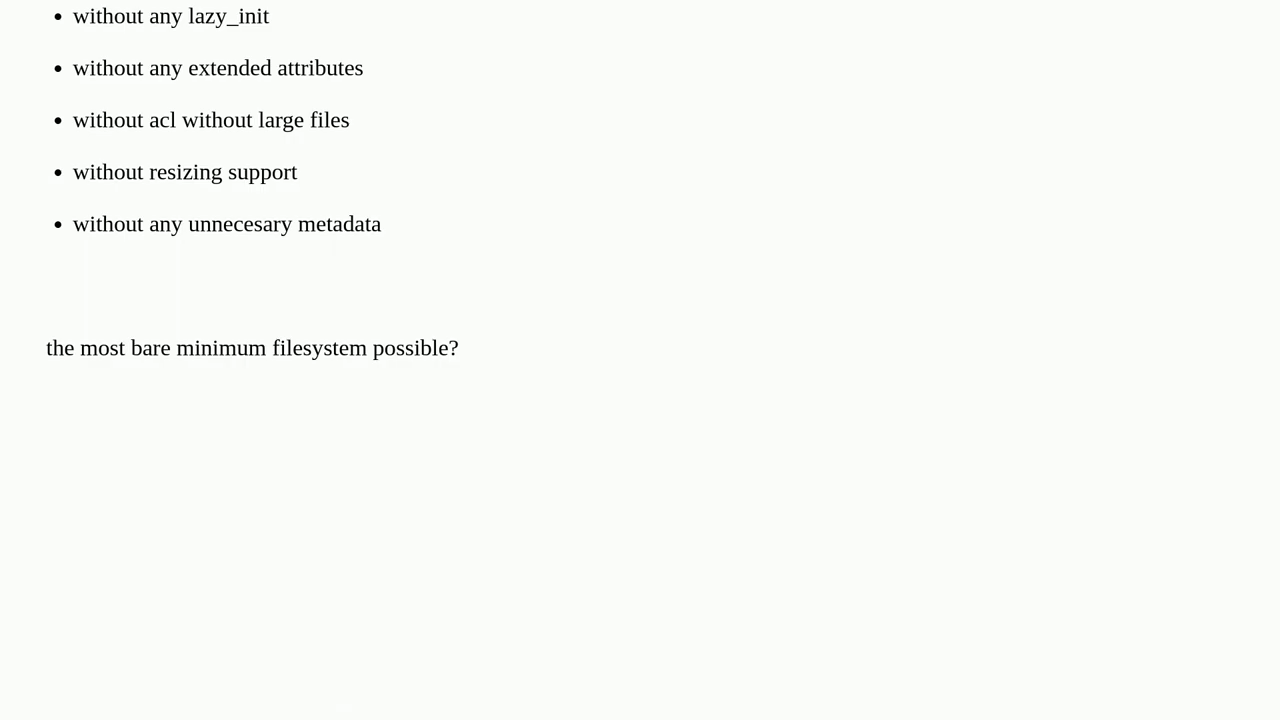 • without any lazy_init
• without any extended attributes
• without acl without large files
• without resizing support
• without any unnecesary metadata
the most bare minimum filesystem possible?